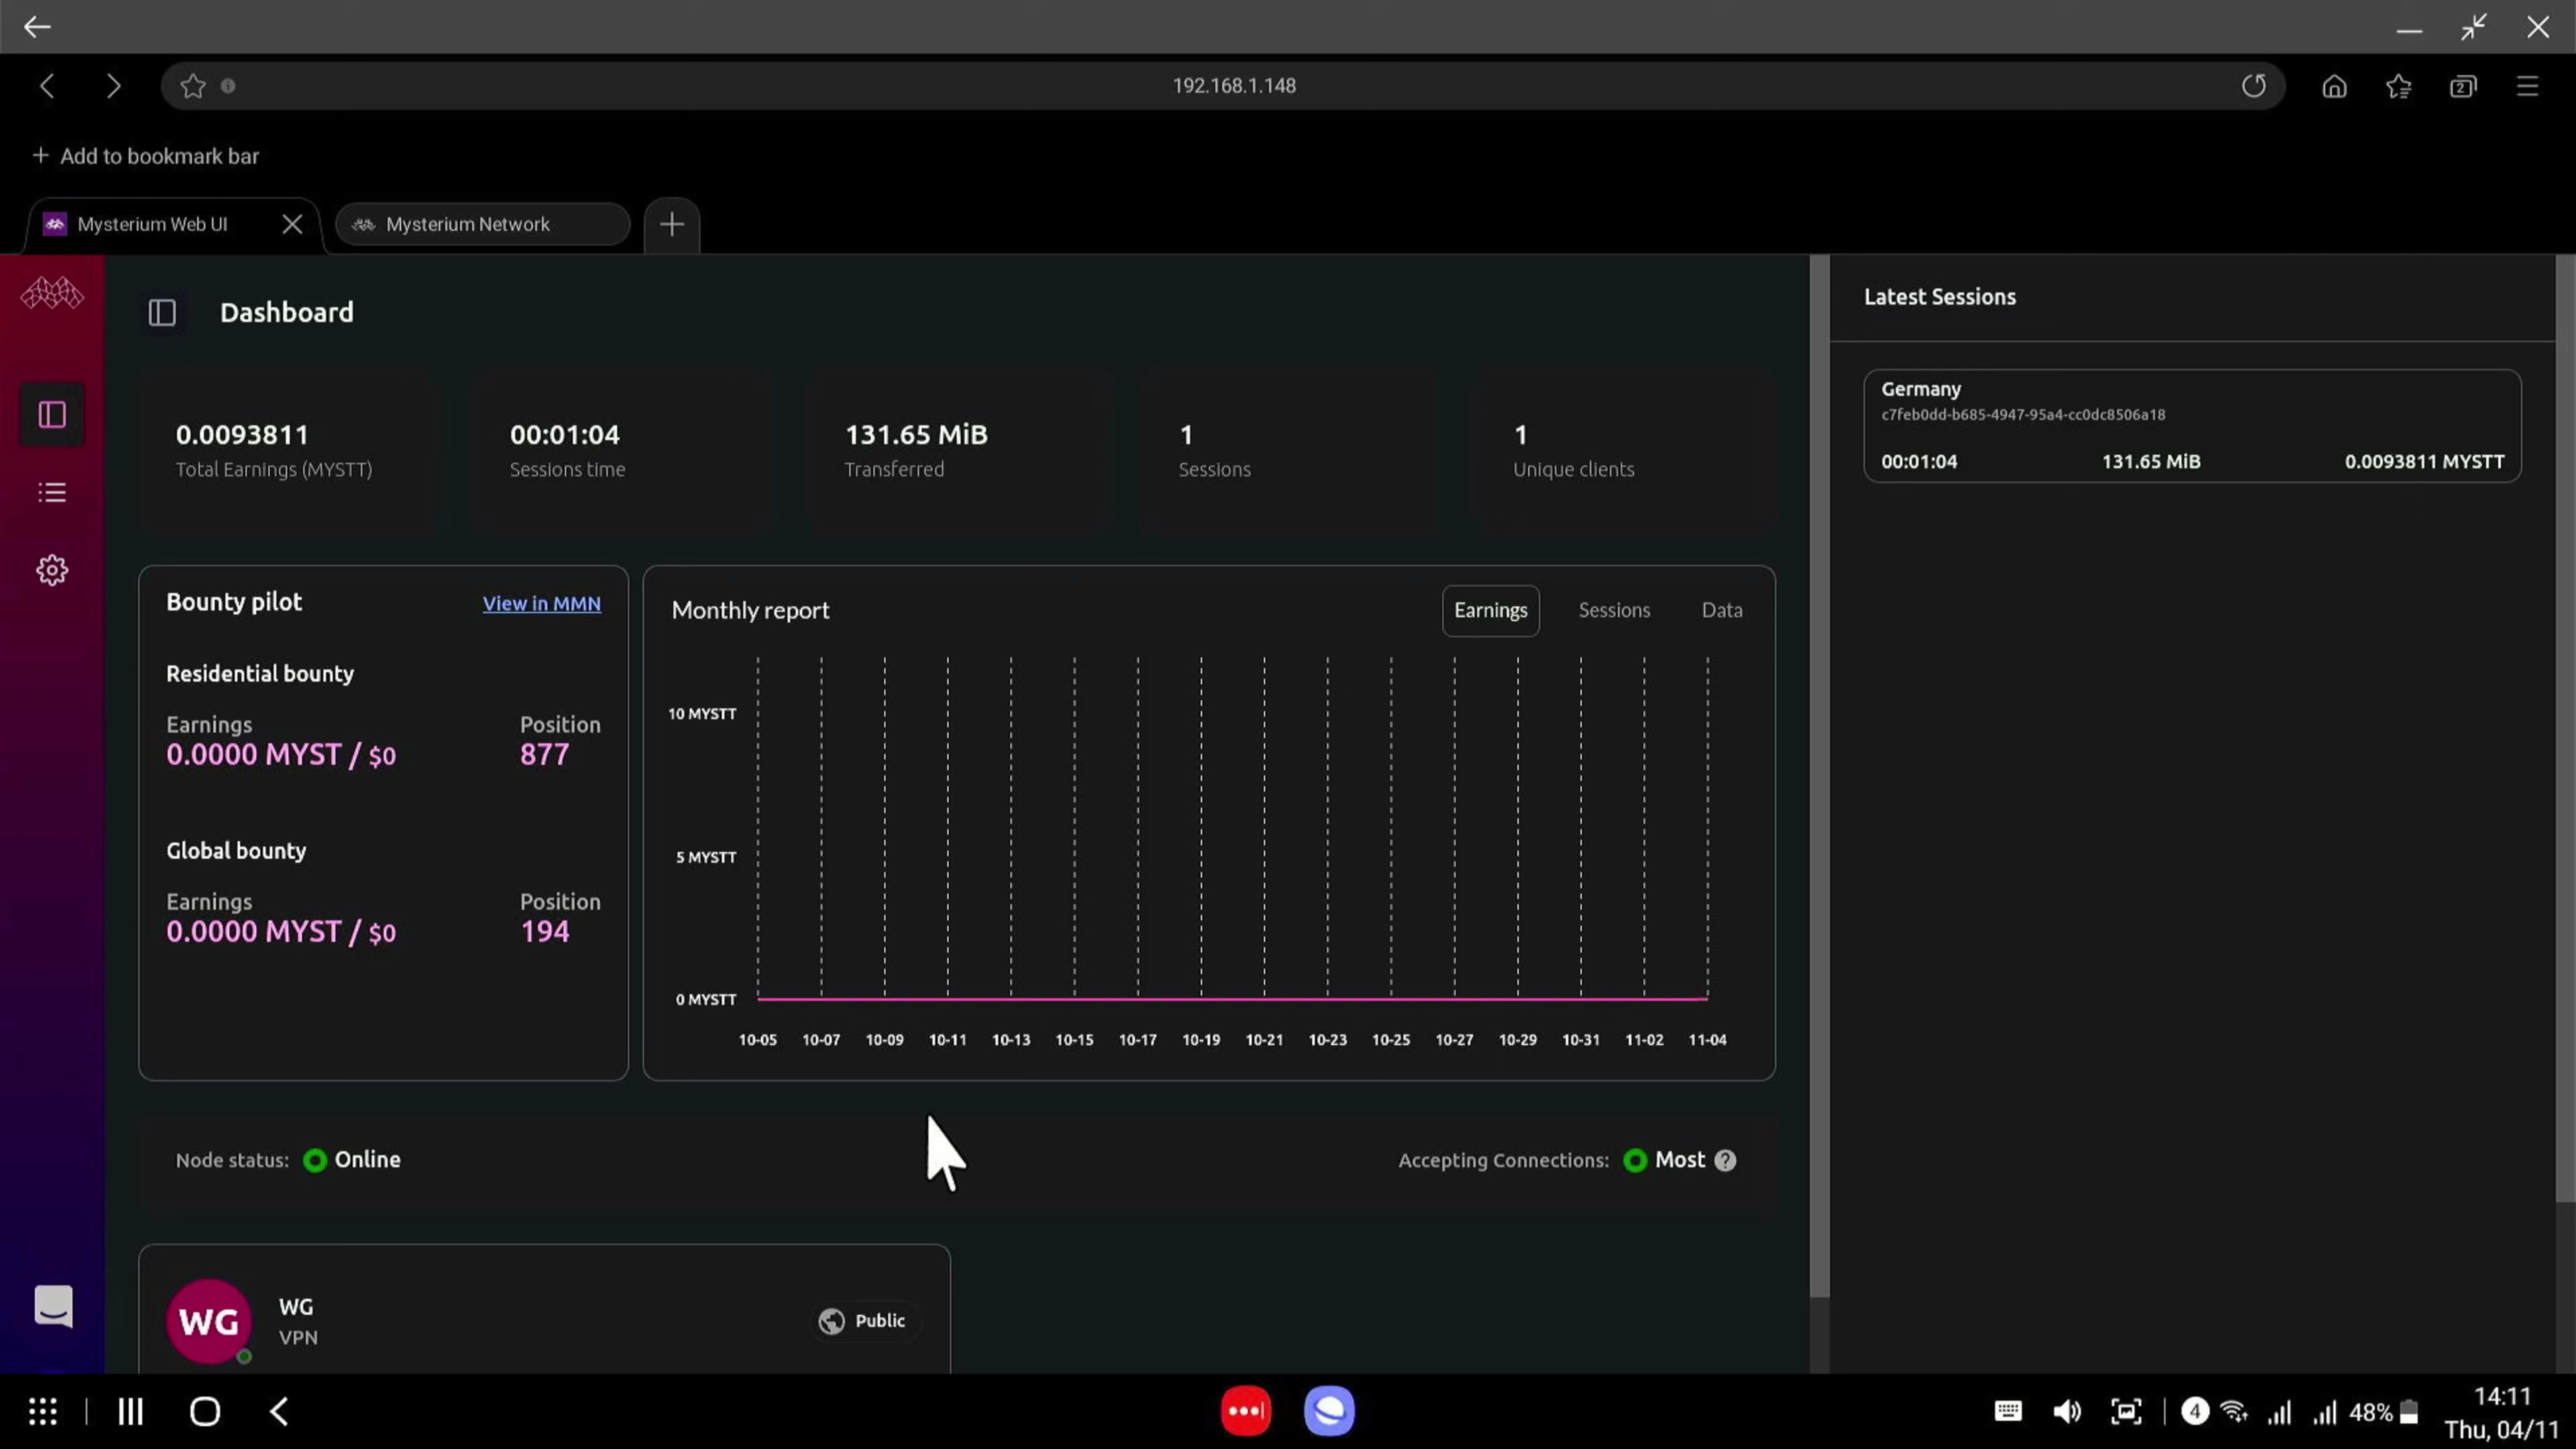 192.168.1.148
2
+ Add to bookmark bar
Mysterium Web UI
Mysterium Network
Dashboard
0.0093811
Total Earnings (MYSTT)
00:01:04
Sessions time
131.65 MiB
Transferred
1
Sessions
1
Unique clients
Bounty pilot
View in MMN
Residential bounty
Earnings
Position
0.0000 MYST / $0
877
Global bounty
Earnings
Position
0.0000 MYST / $0
194
Monthly report
Earnings
Sessions
Data
10 MYSTT
5 MYSTT
0 MYSTT
10-05 10-07 10-09 10-11 10-13 10-15 10-17 10-19 10-21 10-23 10-25 10-27 10-29 10-31 11-02 11-04
Node status: Online
Accepting Connections: Most ?
WG
WG
VPN
Public
Latest Sessions
Germany
c7feb0dd-b685-4947-95a4-cc0dc8506a18
00:01:04 131.65 MiB 0.0093811 MYSTT
4
48%
14:11
Thu, 04/11